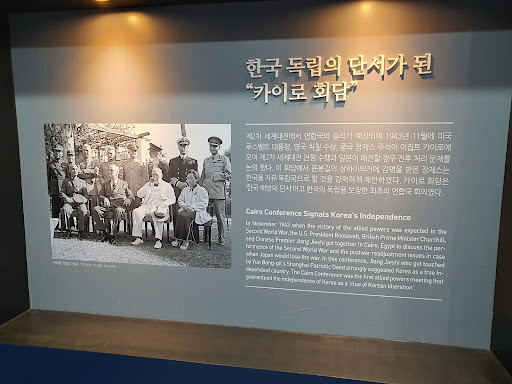 한국 독립의 단서가 된
“카이로 회담”
제2차 세계대전에서 연합국의 승리가 예상되며 1943년 11월에 미국
루스벨트 대통령, 영국 처칠 수상, 중국 장제스 주석이 이집트 카이로에
모여 제2차 세계대전 전쟁 수행과 일본이 패전할 경우 전후 처리 문제를
논의 했다. 이 회담에서 윤봉길의 상하이의거에 감명을 받은 장제스는
한국을 자유 독립국으로 할 것을 강력하게 제안하였다. 카이로 회담은
한국 해방의 단서이고 한국의 독립을 보장한 최초의 연합국 회의였다.
Cairo Conference Signals Korea's Independence
In November 1943 when the victory of the allied powers was expected in the
Second World War, the U.S. President Roosevelt, British Prime Minister Churchill,
and Chinese Premier Jiang Jieshi got together in Cairo, Egypt to discuss the per-
formance of the Second World War and the postwar readjustment issues in case
when Japan would lose the war. In this conference, Jiang Jieshi who got touched
by Yun Bong-gil's Shanghai Patriotic Deed strongly suggested Korea as a free in-
dependent country. The Cairo Conference was the first allied powers meeting that
guaranteed the independence of Korea as a 'clue of Korean liberation'.